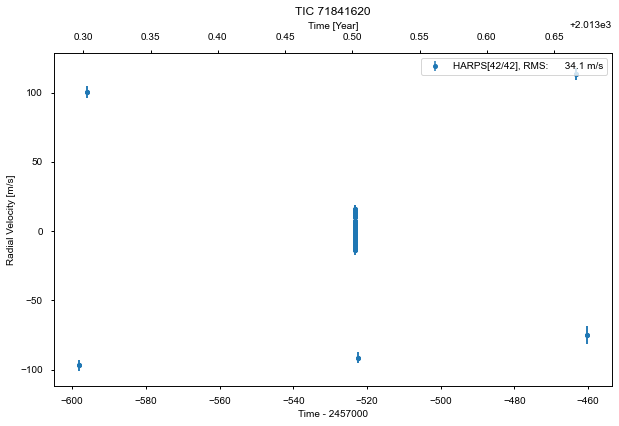 TIC 71841620
Time [Year]
+2.013e3
0.30 0.35 0.40 0.45 0.50 0.55 0.60 0.65
HARPS[42/42], RMS: 34.1 m/s
100
50
0
−50
−100
Radial Velocity [m/s]
−600 −580 −560 −540 −520 −500 −480 −460
Time - 2457000